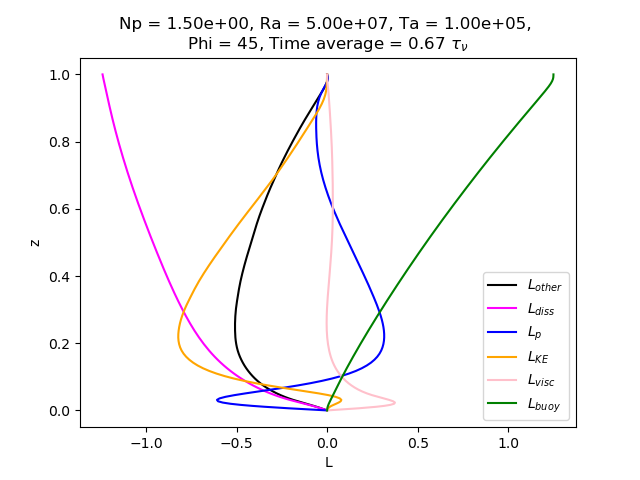 Np = 1.50e+00, Ra = 5.00e+07, Ta = 1.00e+05,
Phi = 45, Time average = 0.67 τ_ν
1.0
0.8
0.6
0.4
0.2
0.0
z
L_other
L_diss
L_p
L_KE
L_visc
L_buoy
−1.0 −0.5 0.0 0.5 1.0
L